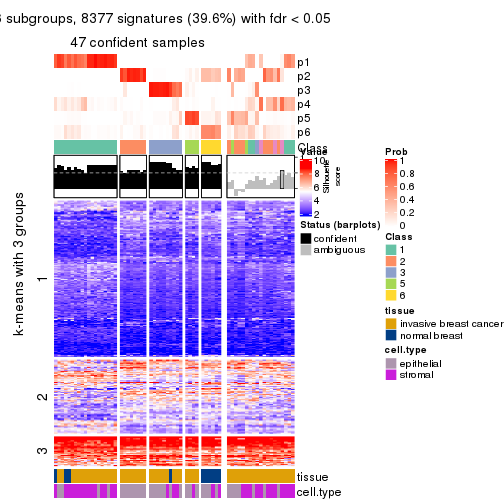 6 subgroups, 8377 signatures (39.6%) with fdr < 0.05
47 confident samples
p1
p2
p3
p4
p5
p6
Class
k-means with 3 groups
1
2
3
tissue
cell.type
Value
10
8
6
4
2
Silhouette
score
Status (barplots)
confident
ambiguous
Prob
1
0.8
0.6
0.4
0.2
0
Class
1
2
3
5
6
tissue
invasive breast cancer
normal breast
cell.type
epithelial
stromal